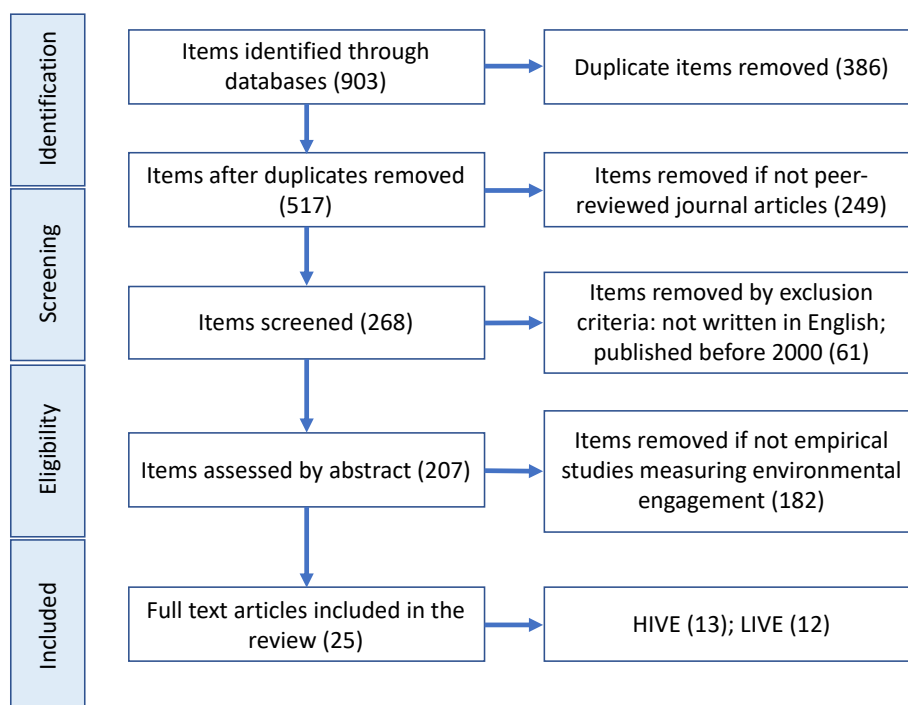 Identification
Items identified through
databases (903)
Duplicate items removed (386)
Items after duplicates removed
(517)
Items removed if not peer-
reviewed journal articles (249)
Screening
Items screened (268)
Items removed by exclusion
criteria: not written in English;
published before 2000 (61)
Eligibility
Items assessed by abstract (207)
Items removed if not empirical
studies measuring environmental
engagement (182)
Included
Full text articles included in the
review (25)
HIVE (13); LIVE (12)